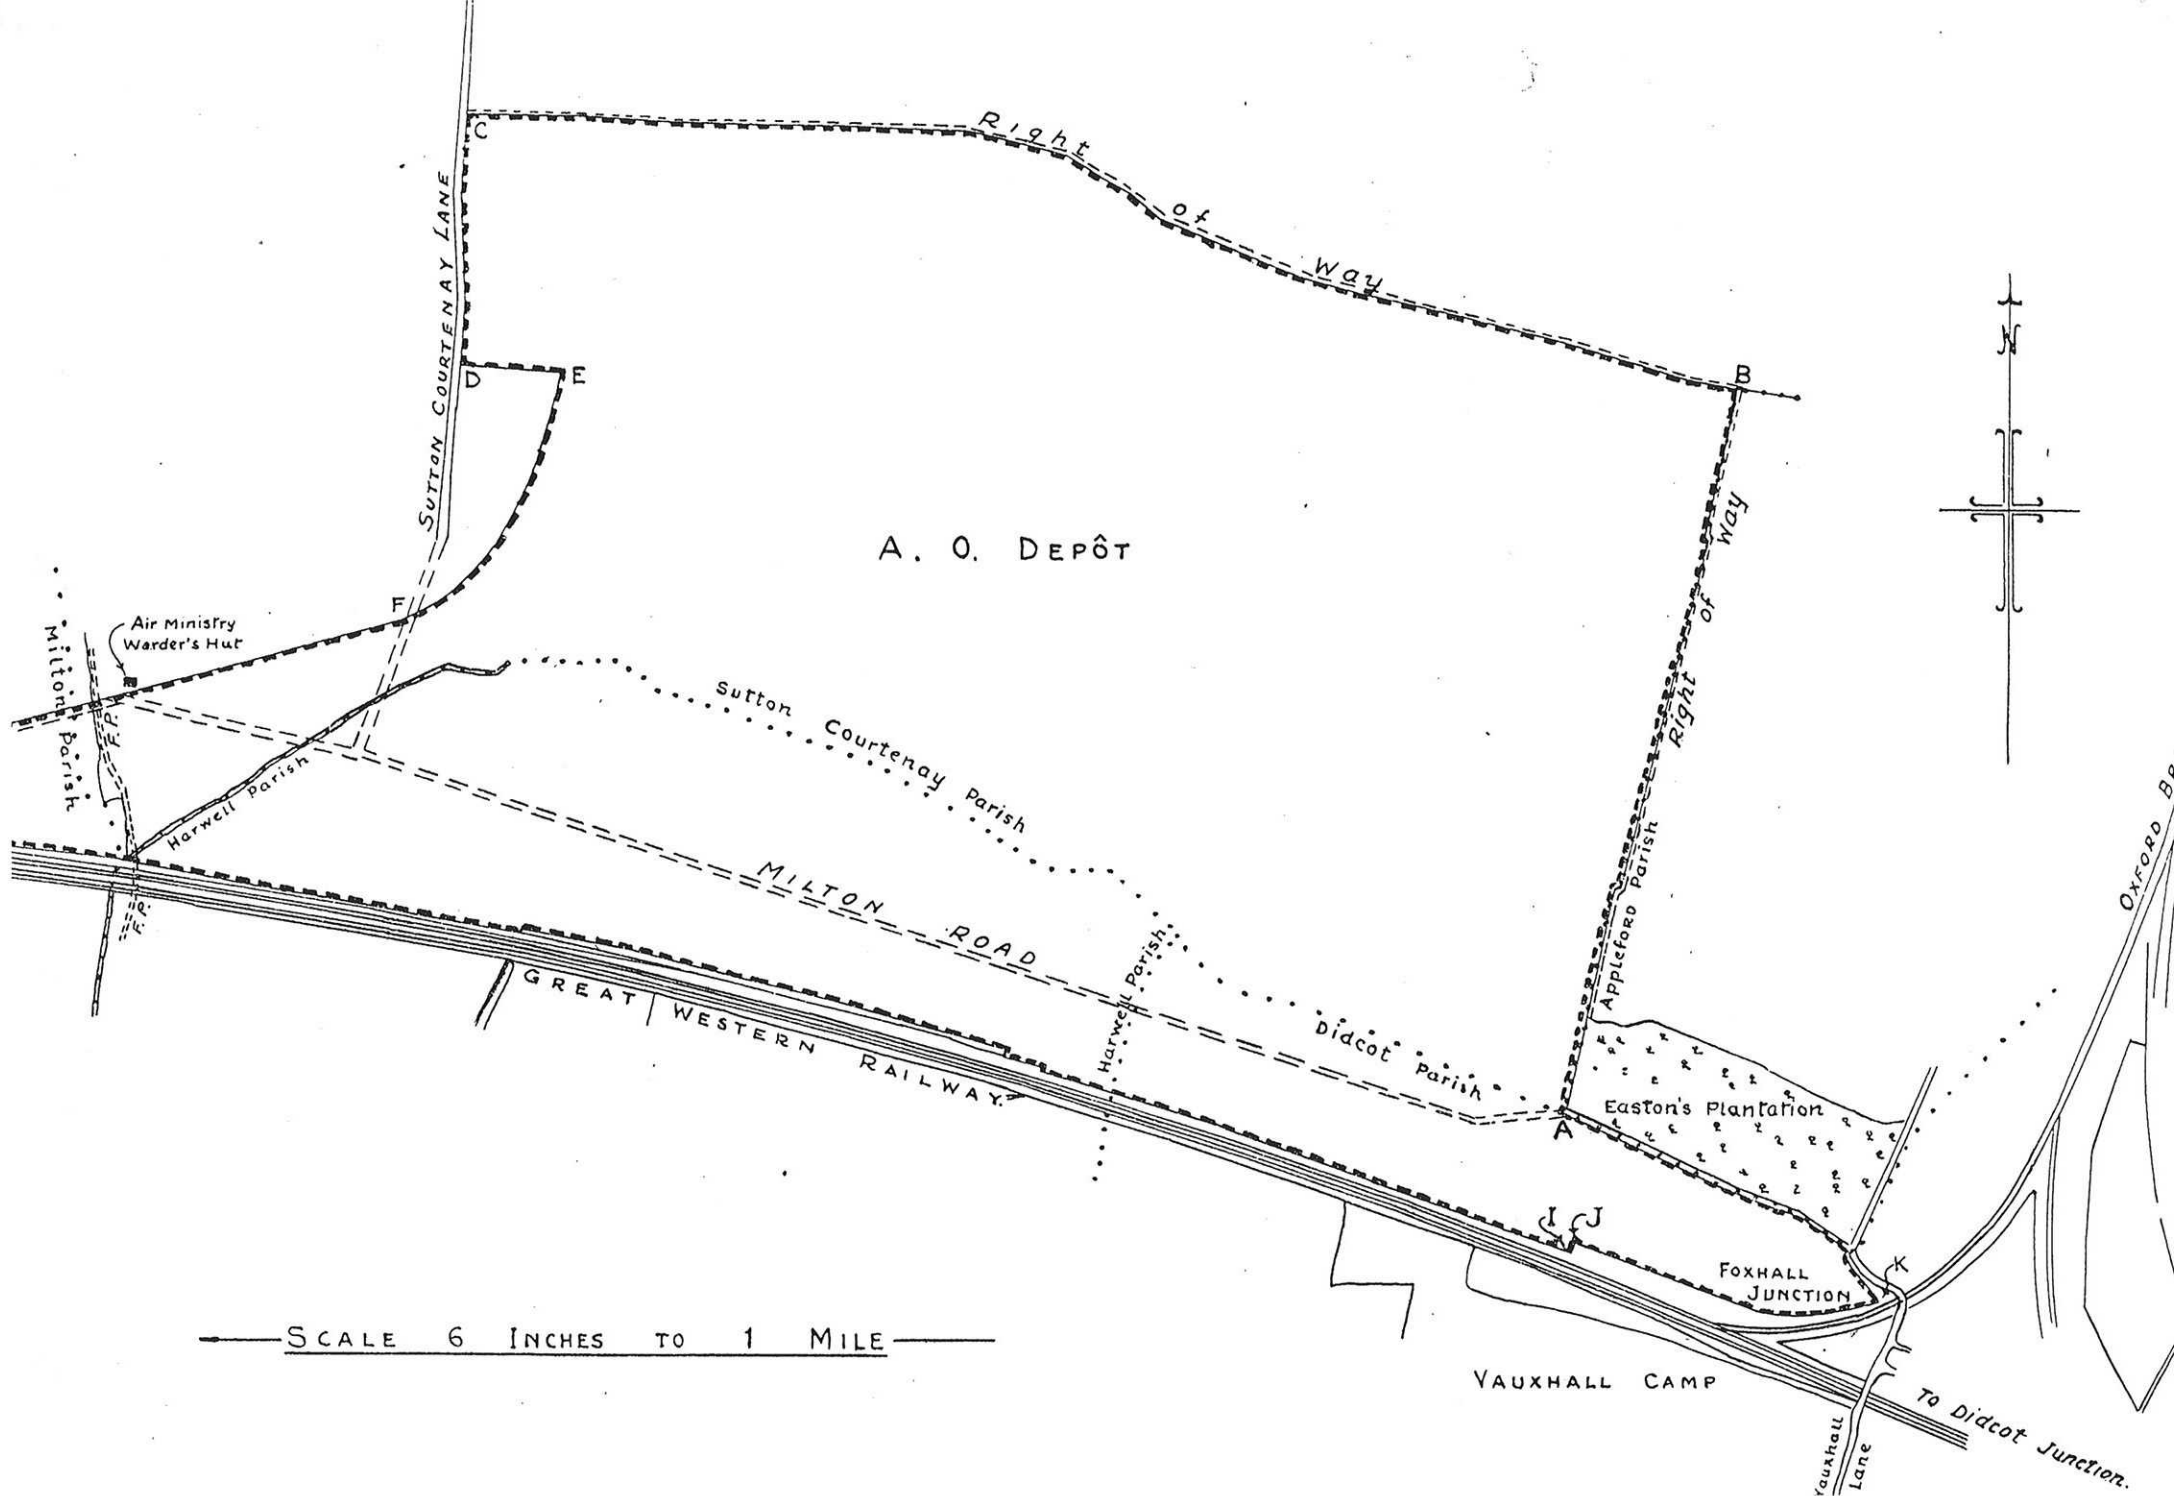 C
Right
of
Way
SUTTON COURTENAY LANE
D
E
B
N
A. O. DEPÔT
Way
of
Right
F
Air Ministry
Warder's Hut
Milton Parish
F.P.
Harwell Parish
Sutton Courtenay Parish
MILTON ROAD
Appleford Parish
OXFORD
F.P.
GREAT WESTERN RAILWAY.
Harwell Parish
Didcot Parish
Easton's Plantation
A
I
J
K
FOXHALL
JUNCTION
SCALE 6 INCHES TO 1 MILE
VAUXHALL CAMP
TO Didcot Junction.
Vauxhall
Lane